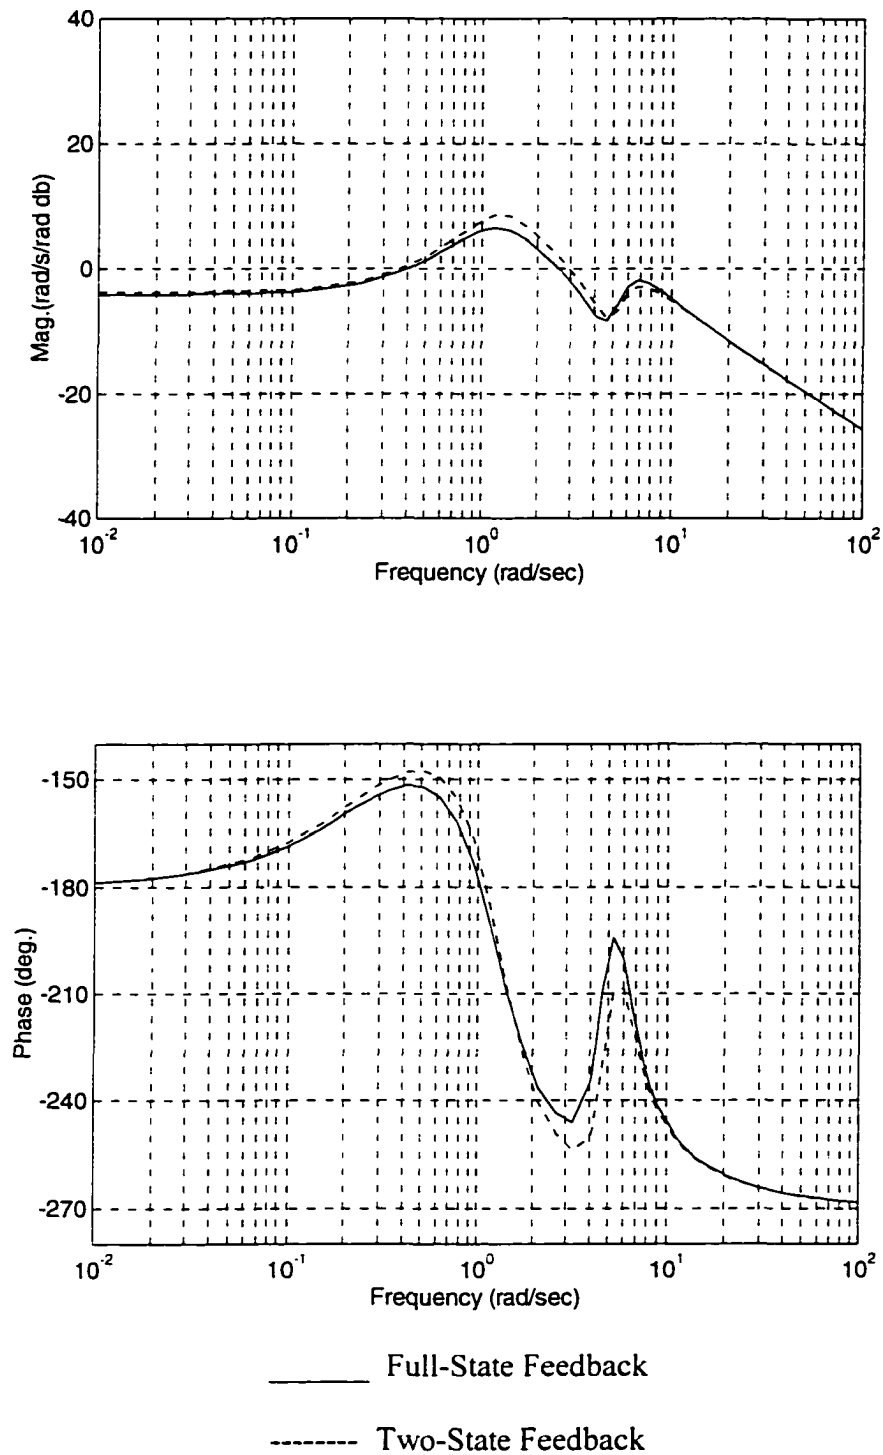 40
20
0
-20
-40
Mag.(rad/s/rad db)
10^-2 10^-1 10^0 10^1 10^2
Frequency (rad/sec)
-150
-180
-210
-240
-270
Phase (deg.)
10^-2 10^-1 10^0 10^1 10^2
Frequency (rad/sec)
Full-State Feedback
Two-State Feedback